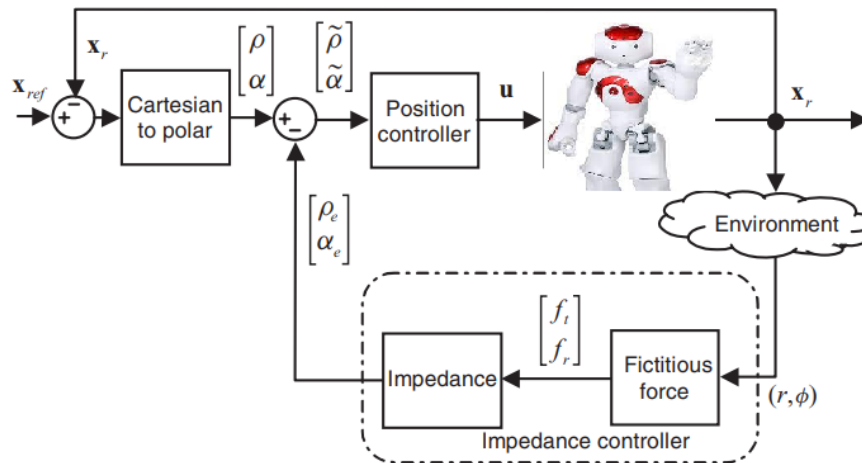 x_r
x_ref
+
−
Cartesian
to polar
[ρ
α]
+
−
[ρ̃
α̃]
Position
controller
u
x_r
Environment
[ρ_e
α_e]
Impedance
[f_t
f_r]
Fictitious
force
(r,ϕ)
Impedance controller